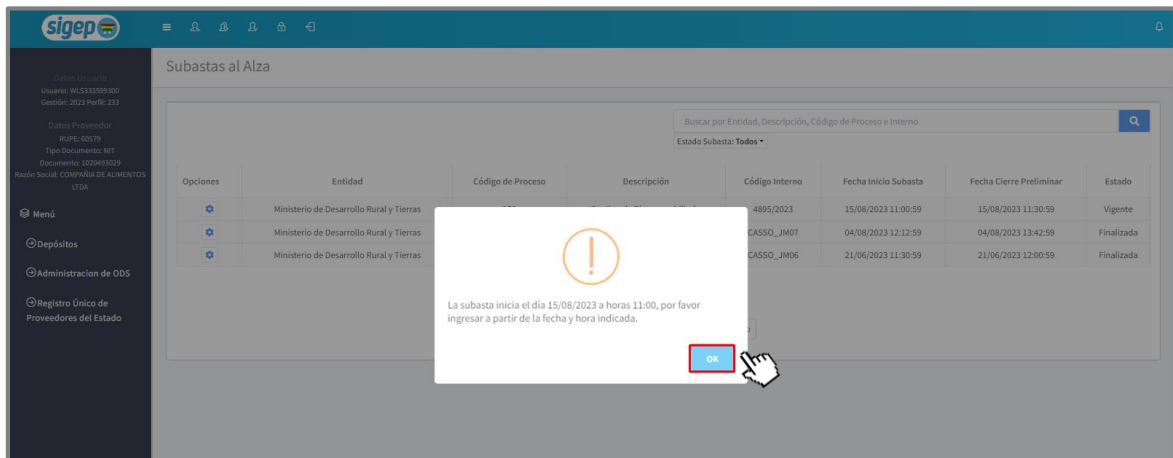 sigep
Subastas al Alza
Datos Usuario
Usuario: WLS333599300
Gestión: 2023 Perfil: 233
Datos Proveedor
RUPE: 60579
Tipo Documento: NIT
Documento: 1020493029
Razón Social: COMPAÑIA DE ALIMENTOS
LTDA
Menú
Depósitos
Administracion de ODS
Registro Único de
Proveedores del Estado
Buscar por Entidad, Descripción, Código de Proceso e Interno
Estado Subasta: Todos
Opciones Entidad Código de Proceso Descripción Código Interno Fecha Inicio Subasta Fecha Cierre Preliminar Estado
Ministerio de Desarrollo Rural y Tierras 4895/2023 15/08/2023 11:00:59 15/08/2023 11:30:59 Vigente
Ministerio de Desarrollo Rural y Tierras CASSO_JM07 04/08/2023 12:12:59 04/08/2023 13:42:59 Finalizada
Ministerio de Desarrollo Rural y Tierras CASSO_JM06 21/06/2023 11:30:59 21/06/2023 12:00:59 Finalizada
La subasta inicia el día 15/08/2023 a horas 11:00, por favor
ingresar a partir de la fecha y hora indicada.
OK